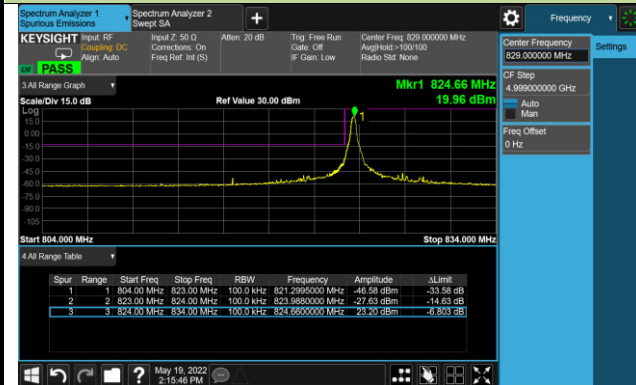 Spectrum Analyzer 1
Spurious Emissions
Spectrum Analyzer 2
Swept SA
Frequency
KEYSIGHT
Input: RF
Coupling: DC
Align: Auto
Input Z: 50 Ω
Corrections: On
Freq Ref: Int (S)
Atten: 20 dB
Trig: Free Run
Gate: Off
IF Gain: Low
Center Freq: 829.000000 MHz
Avg|Hold:>100/100
Radio Std: None
PASS
Center Frequency
829.000000 MHz
Settings
CF Step
4.999000000 GHz
Auto
Man
Freq Offset
0 Hz
3 All Range Graph
Mkr1 824.66 MHz
Scale/Div 15.0 dB
Ref Value 30.00 dBm
19.96 dBm
Log
15.0
0.00
-15.0
-30.0
-45.0
-60.0
-75.0
-90.0
-105
1
Start 804.000 MHz
Stop 834.000 MHz
4 All Range Table
Spur Range Start Freq Stop Freq RBW Frequency Amplitude ΔLimit
1 1 804.00 MHz 823.00 MHz 100.0 kHz 821.2995000 MHz -46.58 dBm -33.58 dB
2 2 823.00 MHz 824.00 MHz 100.0 kHz 823.9880000 MHz -27.63 dBm -14.63 dB
3 3 824.00 MHz 834.00 MHz 100.0 kHz 824.6600000 MHz 23.20 dBm -6.803 dB
?
May 19, 2022
2:15:46 PM